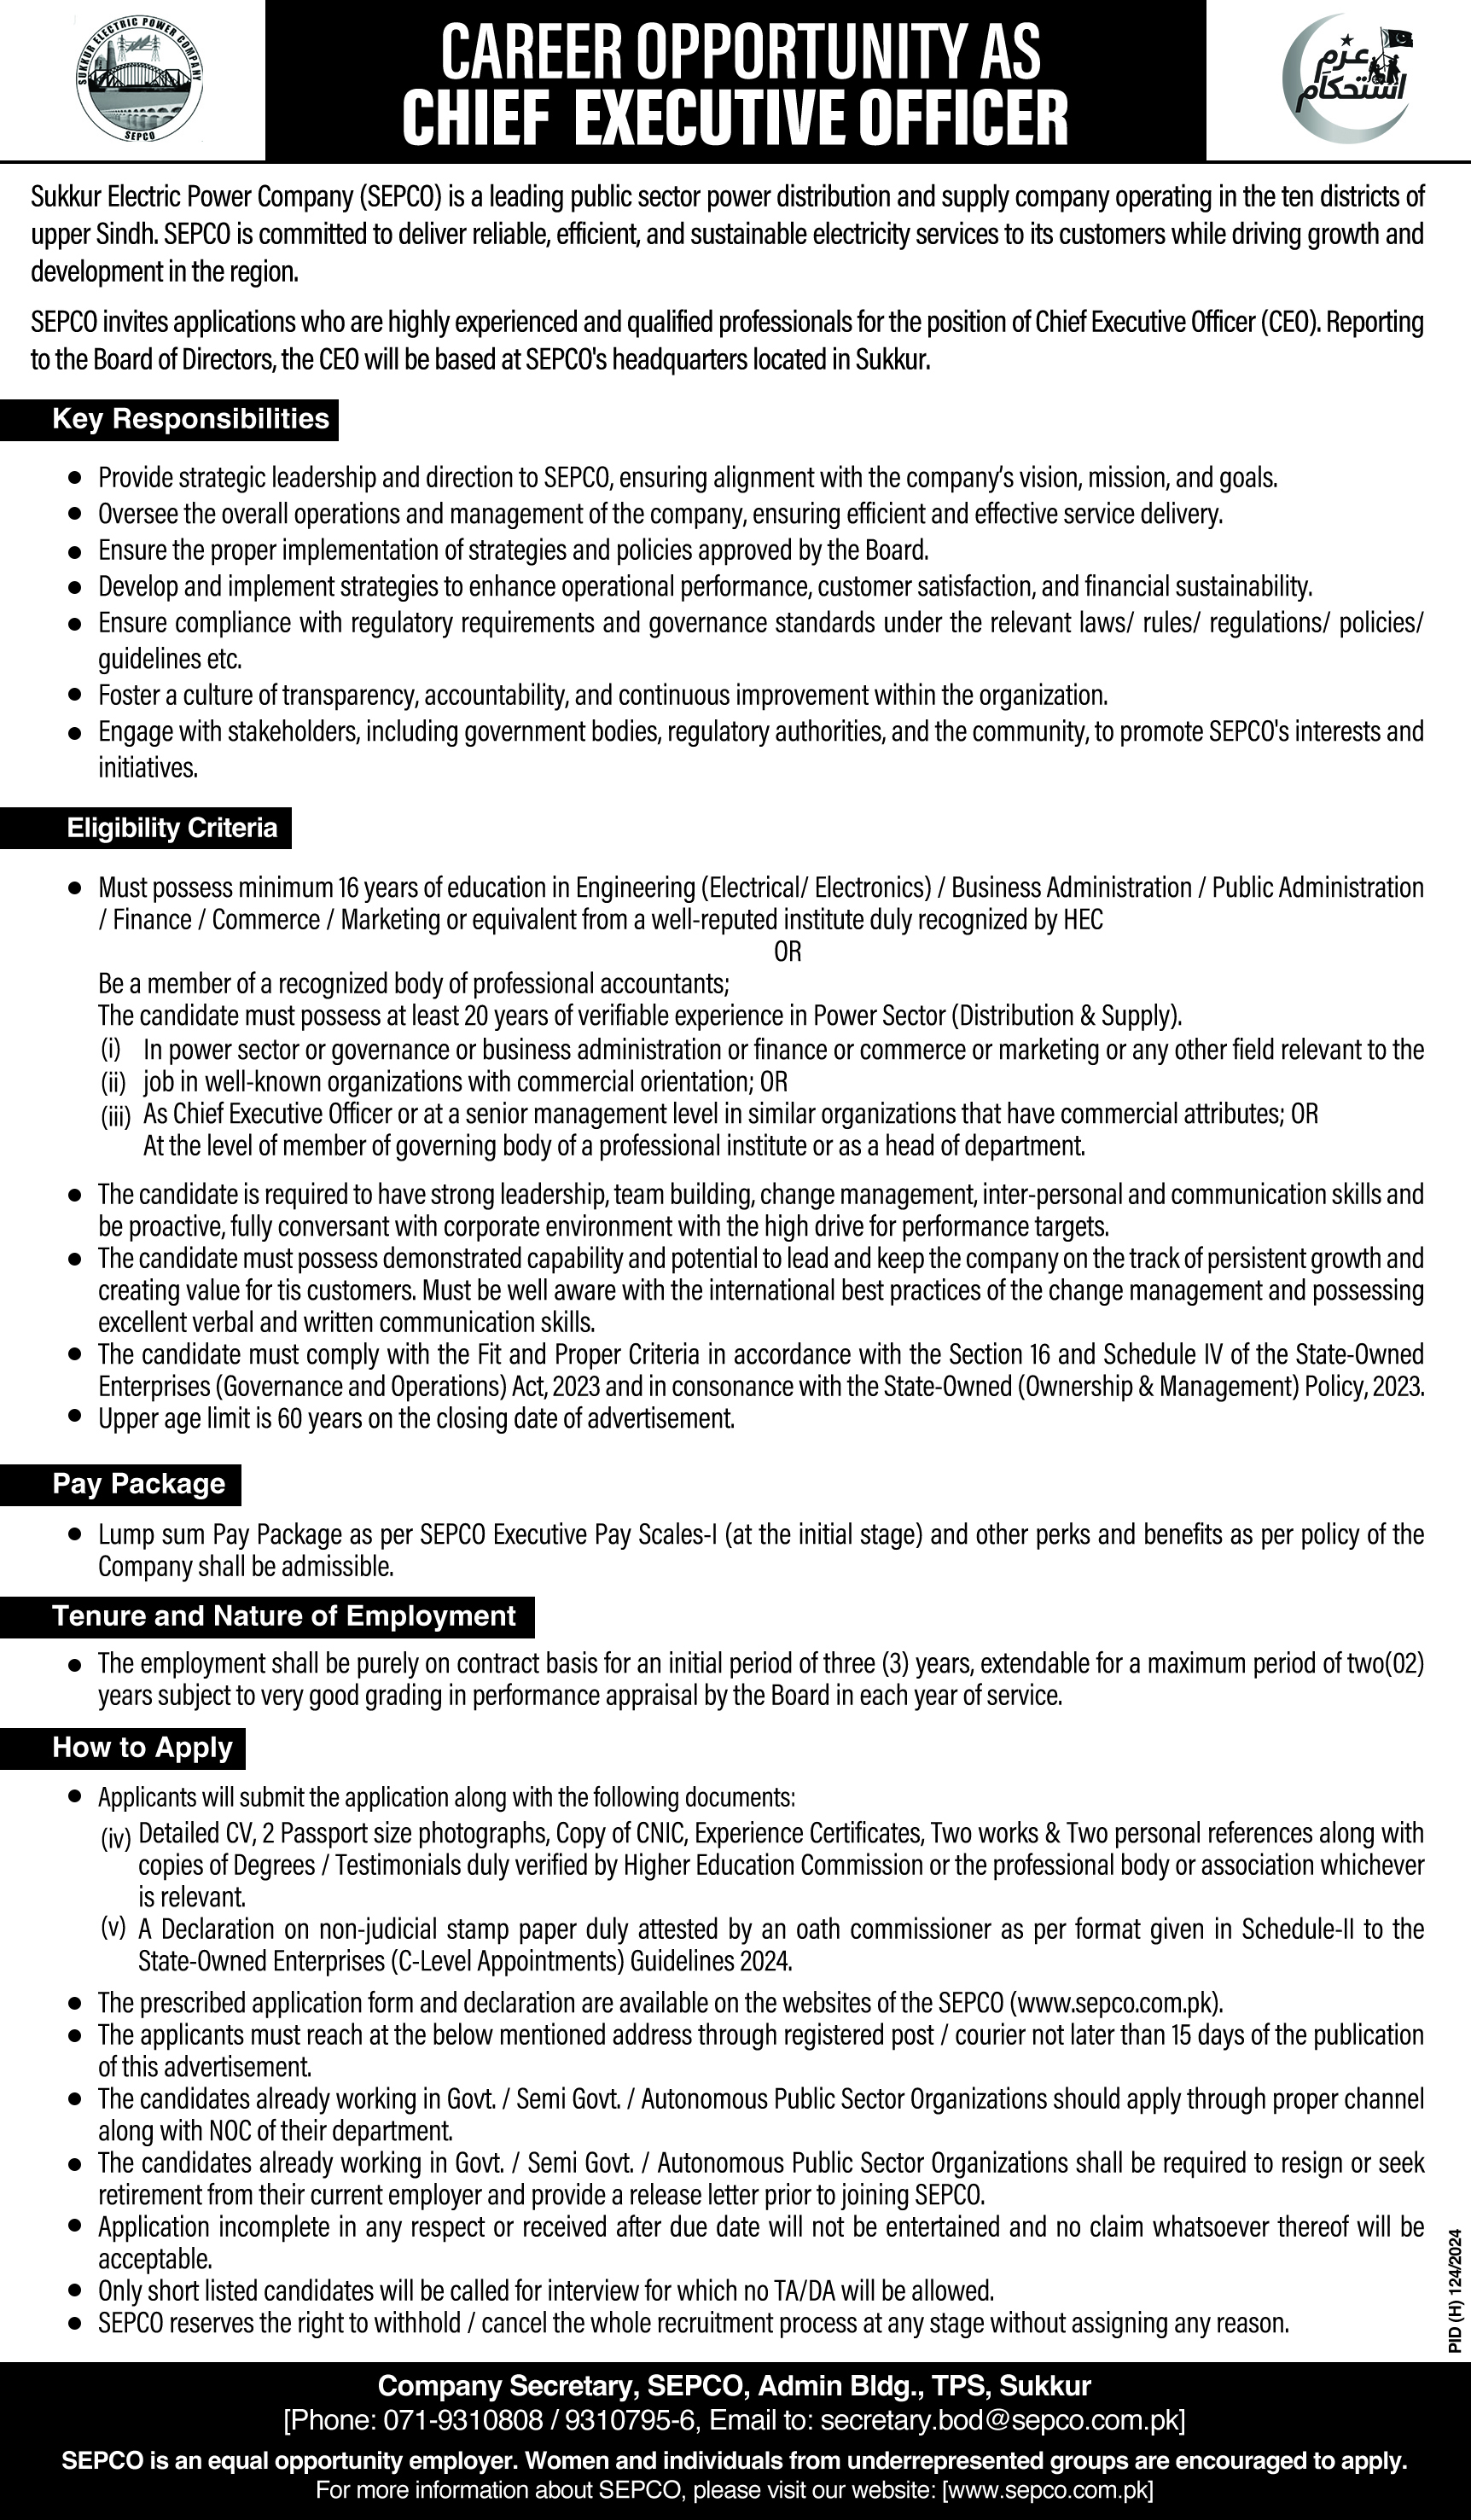 SUKKUR ELECTRIC POWER COMPANY
SEPCO
CAREER OPPORTUNITY AS
CHIEF EXECUTIVE OFFICER
عزم
استحکام
Sukkur Electric Power Company (SEPCO) is a leading public sector power distribution and supply company operating in the ten districts of
upper Sindh. SEPCO is committed to deliver reliable, efficient, and sustainable electricity services to its customers while driving growth and
development in the region.
SEPCO invites applications who are highly experienced and qualified professionals for the position of Chief Executive Officer (CEO). Reporting
to the Board of Directors, the CEO will be based at SEPCO's headquarters located in Sukkur.
Key Responsibilities
● Provide strategic leadership and direction to SEPCO, ensuring alignment with the company's vision, mission, and goals.
● Oversee the overall operations and management of the company, ensuring efficient and effective service delivery.
● Ensure the proper implementation of strategies and policies approved by the Board.
● Develop and implement strategies to enhance operational performance, customer satisfaction, and financial sustainability.
● Ensure compliance with regulatory requirements and governance standards under the relevant laws/ rules/ regulations/ policies/
guidelines etc.
● Foster a culture of transparency, accountability, and continuous improvement within the organization.
● Engage with stakeholders, including government bodies, regulatory authorities, and the community, to promote SEPCO's interests and
initiatives.
Eligibility Criteria
● Must possess minimum 16 years of education in Engineering (Electrical/ Electronics) / Business Administration / Public Administration
/ Finance / Commerce / Marketing or equivalent from a well-reputed institute duly recognized by HEC
OR
Be a member of a recognized body of professional accountants;
The candidate must possess at least 20 years of verifiable experience in Power Sector (Distribution & Supply).
(i) In power sector or governance or business administration or finance or commerce or marketing or any other field relevant to the
(ii) job in well-known organizations with commercial orientation; OR
(iii) As Chief Executive Officer or at a senior management level in similar organizations that have commercial attributes; OR
At the level of member of governing body of a professional institute or as a head of department.
● The candidate is required to have strong leadership, team building, change management, inter-personal and communication skills and
be proactive, fully conversant with corporate environment with the high drive for performance targets.
● The candidate must possess demonstrated capability and potential to lead and keep the company on the track of persistent growth and
creating value for tis customers. Must be well aware with the international best practices of the change management and possessing
excellent verbal and written communication skills.
● The candidate must comply with the Fit and Proper Criteria in accordance with the Section 16 and Schedule IV of the State-Owned
Enterprises (Governance and Operations) Act, 2023 and in consonance with the State-Owned (Ownership & Management) Policy, 2023.
● Upper age limit is 60 years on the closing date of advertisement.
Pay Package
● Lump sum Pay Package as per SEPCO Executive Pay Scales-I (at the initial stage) and other perks and benefits as per policy of the
Company shall be admissible.
Tenure and Nature of Employment
● The employment shall be purely on contract basis for an initial period of three (3) years, extendable for a maximum period of two(02)
years subject to very good grading in performance appraisal by the Board in each year of service.
How to Apply
● Applicants will submit the application along with the following documents:
(iv) Detailed CV, 2 Passport size photographs, Copy of CNIC, Experience Certificates, Two works & Two personal references along with
copies of Degrees / Testimonials duly verified by Higher Education Commission or the professional body or association whichever
is relevant.
(v) A Declaration on non-judicial stamp paper duly attested by an oath commissioner as per format given in Schedule-II to the
State-Owned Enterprises (C-Level Appointments) Guidelines 2024.
● The prescribed application form and declaration are available on the websites of the SEPCO (www.sepco.com.pk).
● The applicants must reach at the below mentioned address through registered post / courier not later than 15 days of the publication
of this advertisement.
● The candidates already working in Govt. / Semi Govt. / Autonomous Public Sector Organizations should apply through proper channel
along with NOC of their department.
● The candidates already working in Govt. / Semi Govt. / Autonomous Public Sector Organizations shall be required to resign or seek
retirement from their current employer and provide a release letter prior to joining SEPCO.
● Application incomplete in any respect or received after due date will not be entertained and no claim whatsoever thereof will be
acceptable.
● Only short listed candidates will be called for interview for which no TA/DA will be allowed.
● SEPCO reserves the right to withhold / cancel the whole recruitment process at any stage without assigning any reason.
PID (H) 124/2024
Company Secretary, SEPCO, Admin Bldg., TPS, Sukkur
[Phone: 071-9310808 / 9310795-6, Email to: secretary.bod@sepco.com.pk]
SEPCO is an equal opportunity employer. Women and individuals from underrepresented groups are encouraged to apply.
For more information about SEPCO, please visit our website: [www.sepco.com.pk]